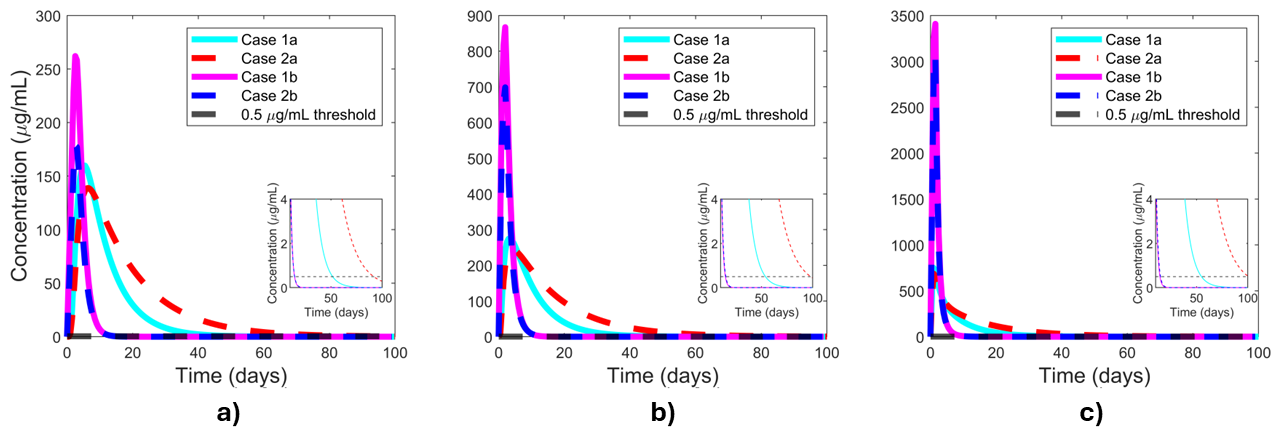 300
250
200
150
100
50
0
Concentration (μg/mL)
Case 1a
Case 2a
Case 1b
Case 2b
0.5 μg/mL threshold
4
2
0
Concentration (μg/mL)
50
100
Time (days)
0
20
40
60
80
100
Time (days)
a)
900
800
700
600
500
400
300
200
100
0
Case 1a
Case 2a
Case 1b
Case 2b
0.5 μg/mL threshold
4
2
0
Concentration (μg/mL)
50
100
Time (days)
0
20
40
60
80
100
Time (days)
b)
3500
3000
2500
2000
1500
1000
500
0
Case 1a
Case 2a
Case 1b
Case 2b
0.5 μg/mL threshold
4
2
0
Concentration (μg/mL)
50
100
Time (days)
0
20
40
60
80
100
Time (days)
c)